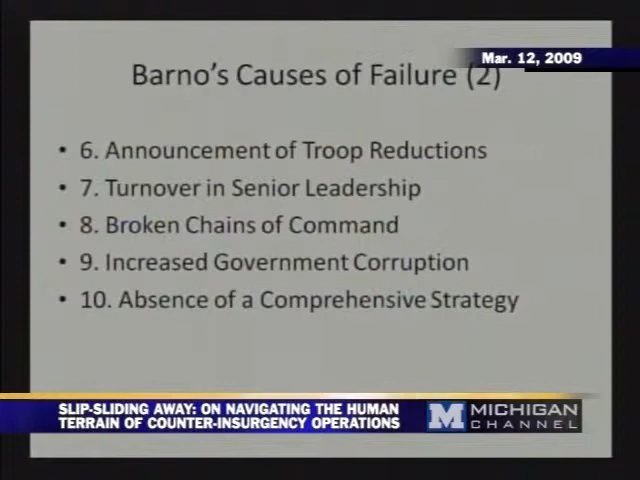 Mar. 12, 2009
Barno's Causes of Failure (2)
• 6. Announcement of Troop Reductions
• 7. Turnover in Senior Leadership
• 8. Broken Chains of Command
• 9. Increased Government Corruption
• 10. Absence of a Comprehensive Strategy
SLIP-SLIDING AWAY: ON NAVIGATING THE HUMAN
TERRAIN OF COUNTER-INSURGENCY OPERATIONS
M MICHIGAN
CHANNEL